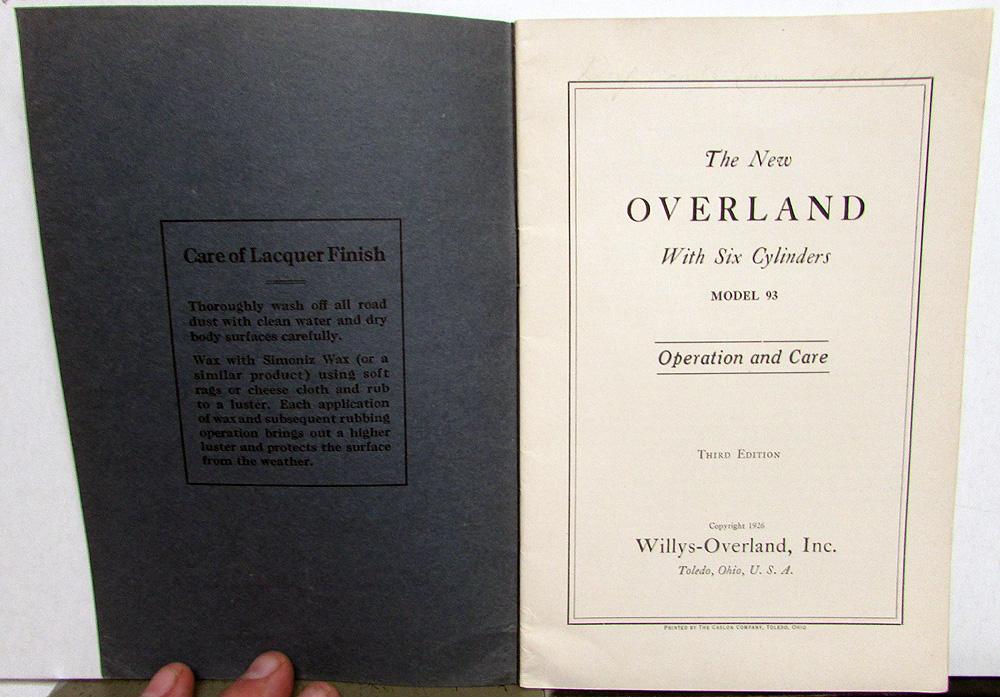 Care of Lacquer Finish
Thoroughly wash off all road
dust with clean water and dry
body surfaces carefully.
Wax with Simoniz Wax (or a
similar product) using soft
rags or cheese cloth and rub
to a luster. Each application
of wax and subsequent rubbing
operation brings out a higher
luster and protects the surface
from the weather.
The New
OVERLAND
With Six Cylinders
MODEL 93
Operation and Care
THIRD EDITION
Copyright 1926
Willys-Overland, Inc.
Toledo, Ohio, U. S. A.
PRINTED BY THE CASLON COMPANY, TOLEDO, OHIO